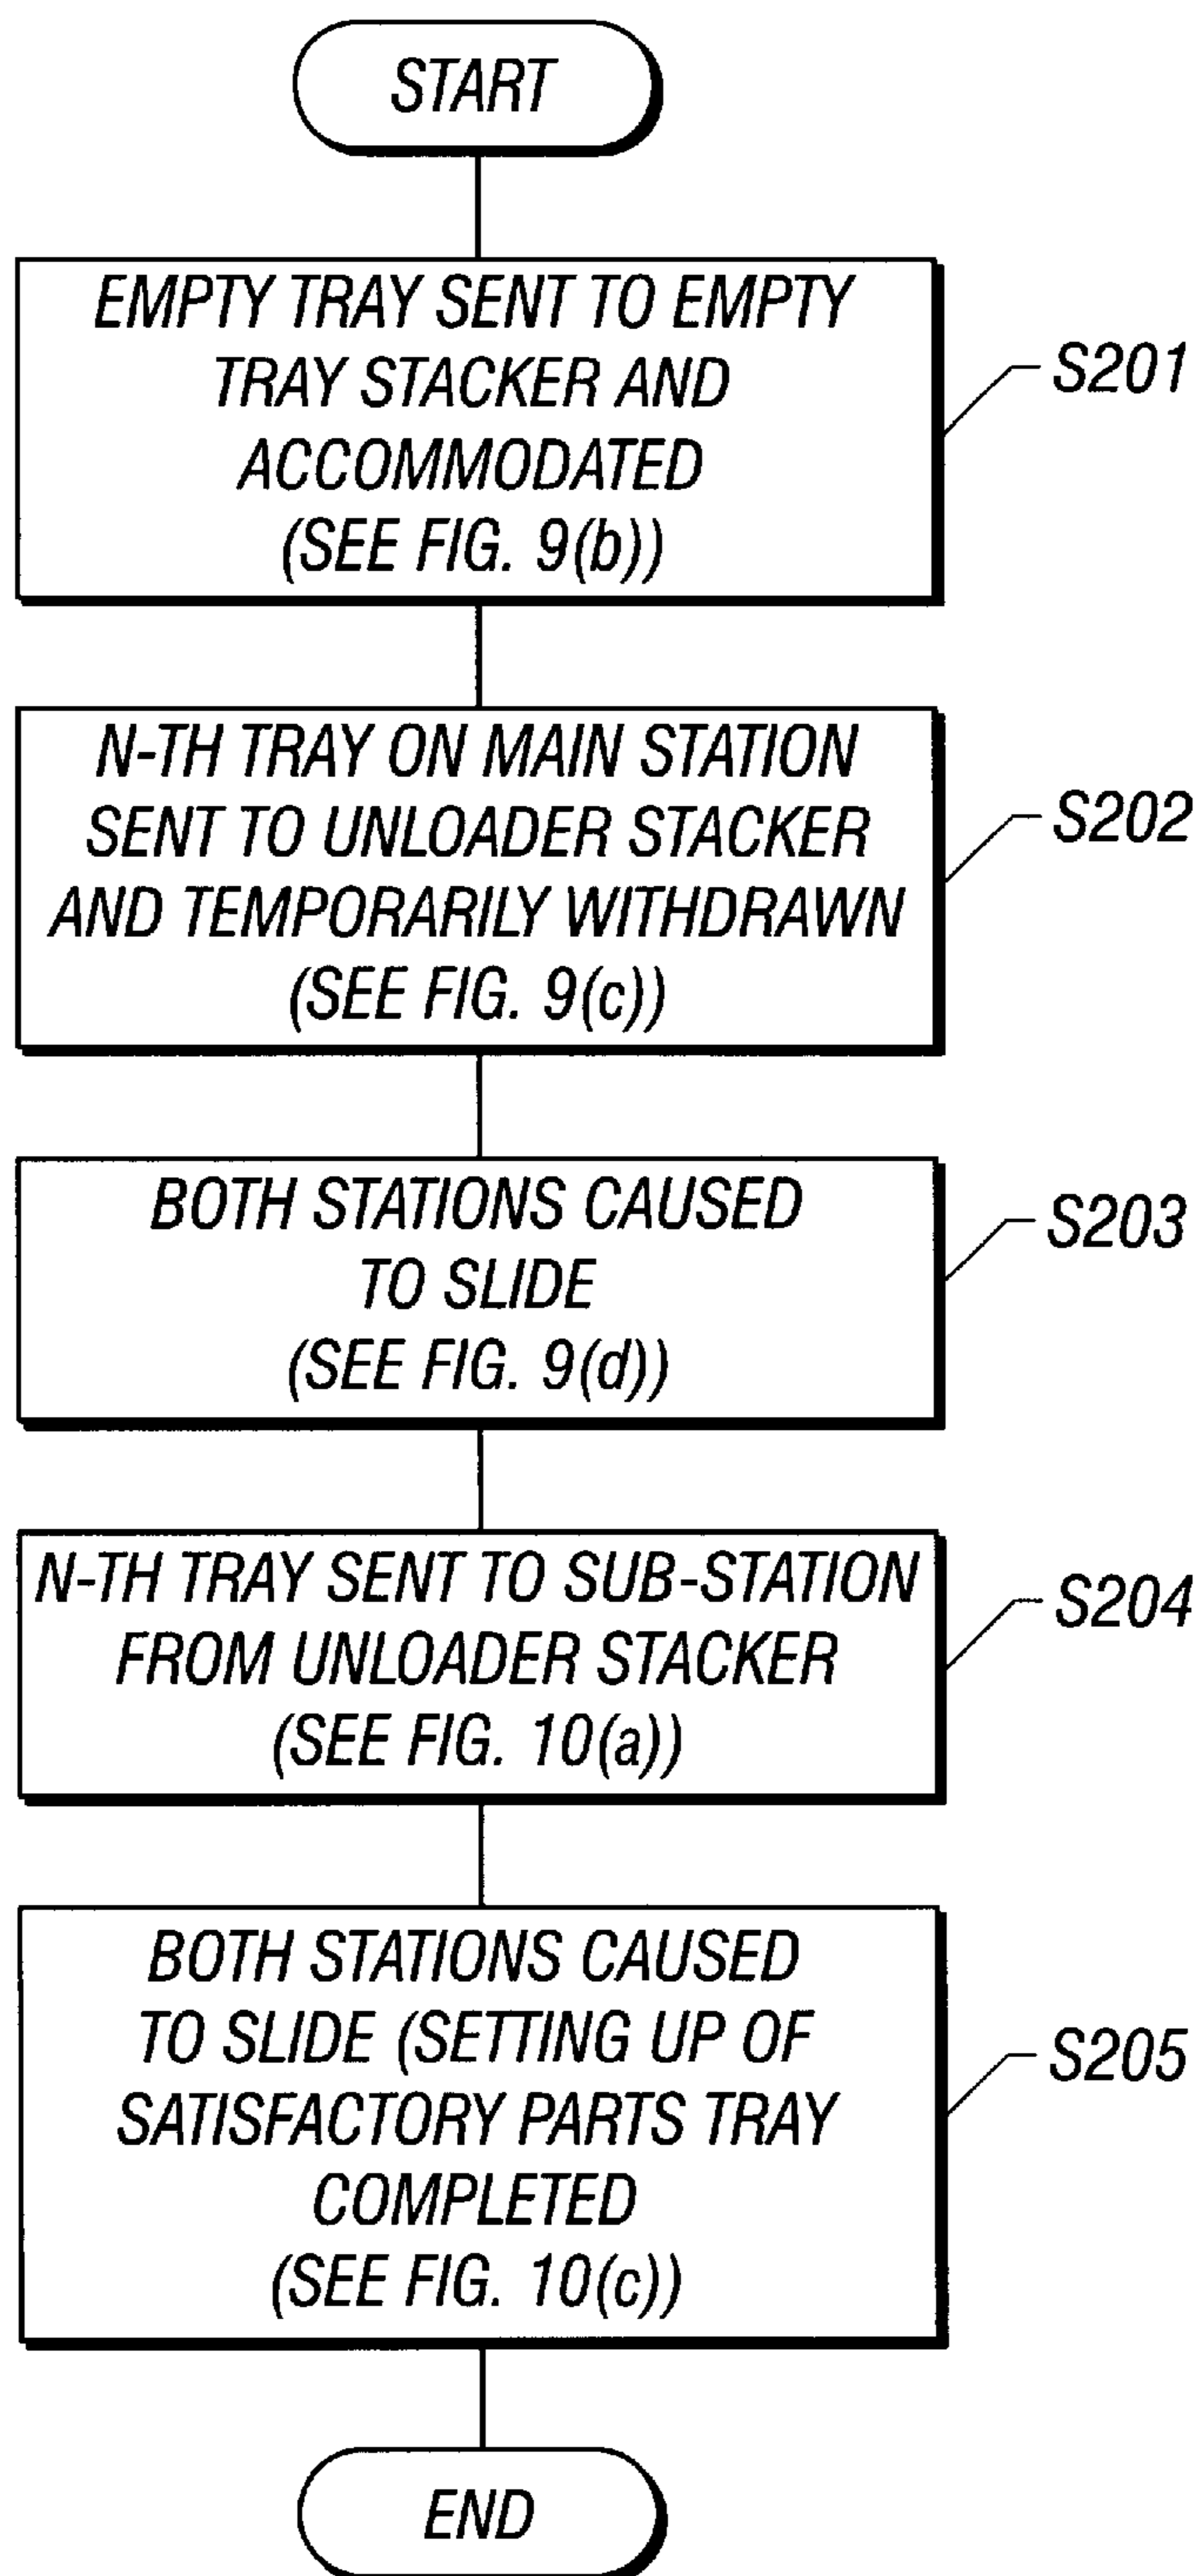 START
EMPTY TRAY SENT TO EMPTY
TRAY STACKER AND
ACCOMMODATED
(SEE FIG. 9(b))
S201
N-TH TRAY ON MAIN STATION
SENT TO UNLOADER STACKER
AND TEMPORARILY WITHDRAWN
(SEE FIG. 9(c))
S202
BOTH STATIONS CAUSED
TO SLIDE
(SEE FIG. 9(d))
S203
N-TH TRAY SENT TO SUB-STATION
FROM UNLOADER STACKER
(SEE FIG. 10(a))
S204
BOTH STATIONS CAUSED
TO SLIDE (SETTING UP OF
SATISFACTORY PARTS TRAY
COMPLETED
(SEE FIG. 10(c))
S205
END